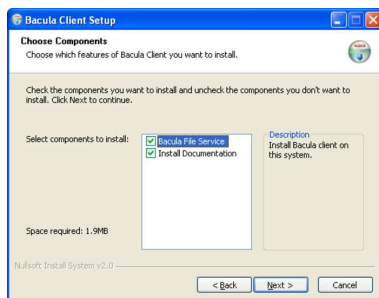 Bacula Client Setup
Choose Components
Choose which features of Bacula Client you want to install.
Check the components you want to install and uncheck the components you don't want to
install. Click Next to continue.
Select components to install:
Bacula File Service
Install Documentation
Description
Install Bacula client on
this system.
Space required: 1.9MB
Nullsoft Install System v2.0
< Back
Next >
Cancel